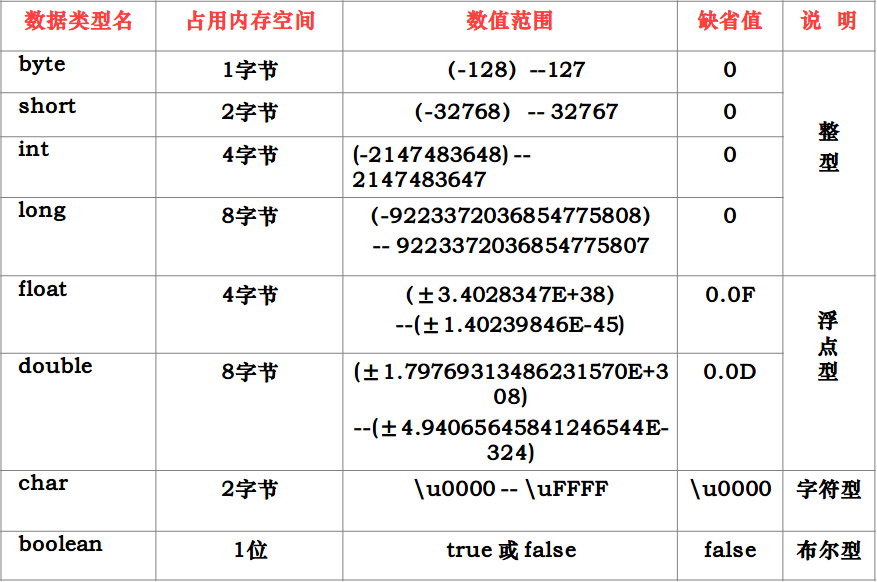 数据类型名 占用内存空间 数值范围 缺省值 说 明
byte 1字节 (-128) --127 0
short 2字节 (-32768) -- 32767 0
整
int 4字节 (-2147483648) -- 0
型
2147483647
long 8字节 (-9223372036854775808) 0
-- 9223372036854775807
float 4字节 (±3.4028347E+38) 0.0F
浮
--(±1.40239846E-45)
点
double 8字节 (±1.79769313486231570E+3 0.0D
型
08)
--(±4.94065645841246544E-
324)
char 2字节 \u0000 -- \uFFFF \u0000 字符型
boolean 1位 true 或 false false 布尔型